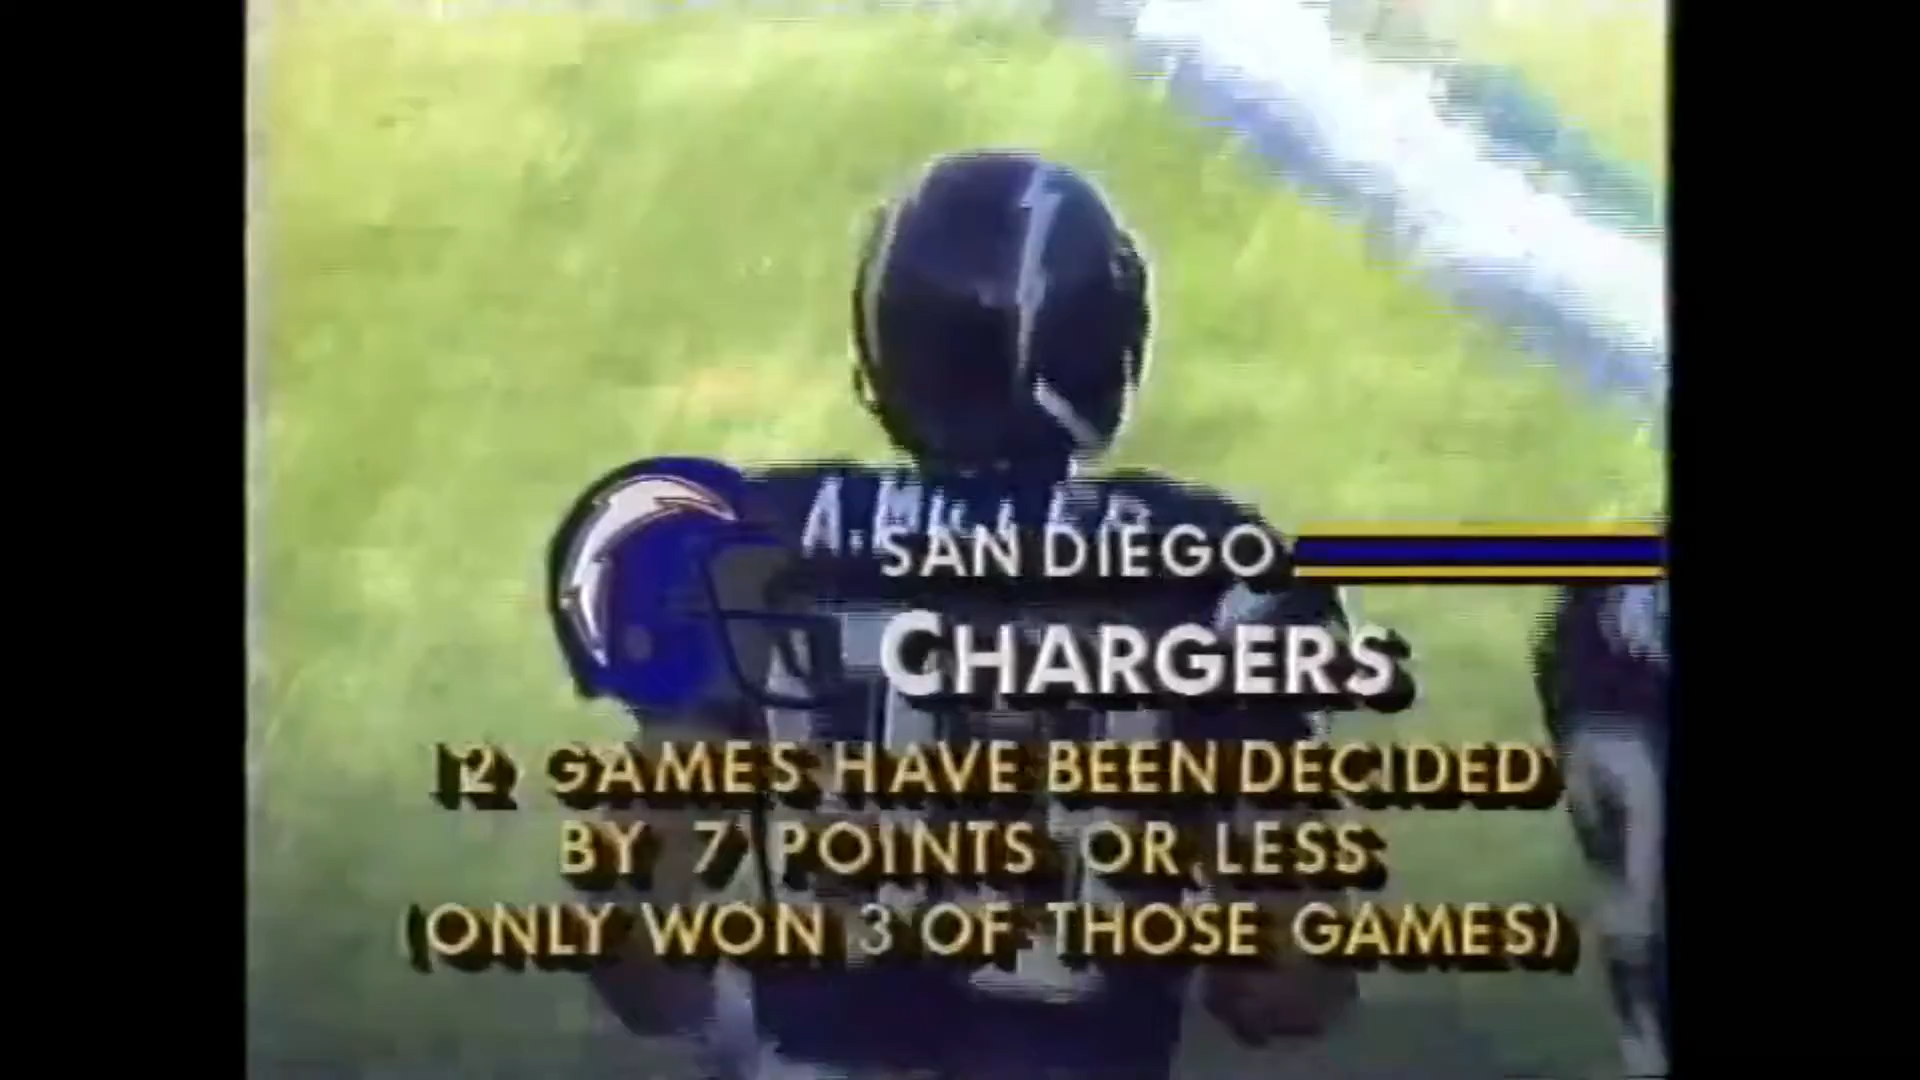 A. MILLER
SAN DIEGO
CHARGERS
12 GAMES HAVE BEEN DECIDED
BY 7 POINTS OR LESS
(ONLY WON 3 OF THOSE GAMES)